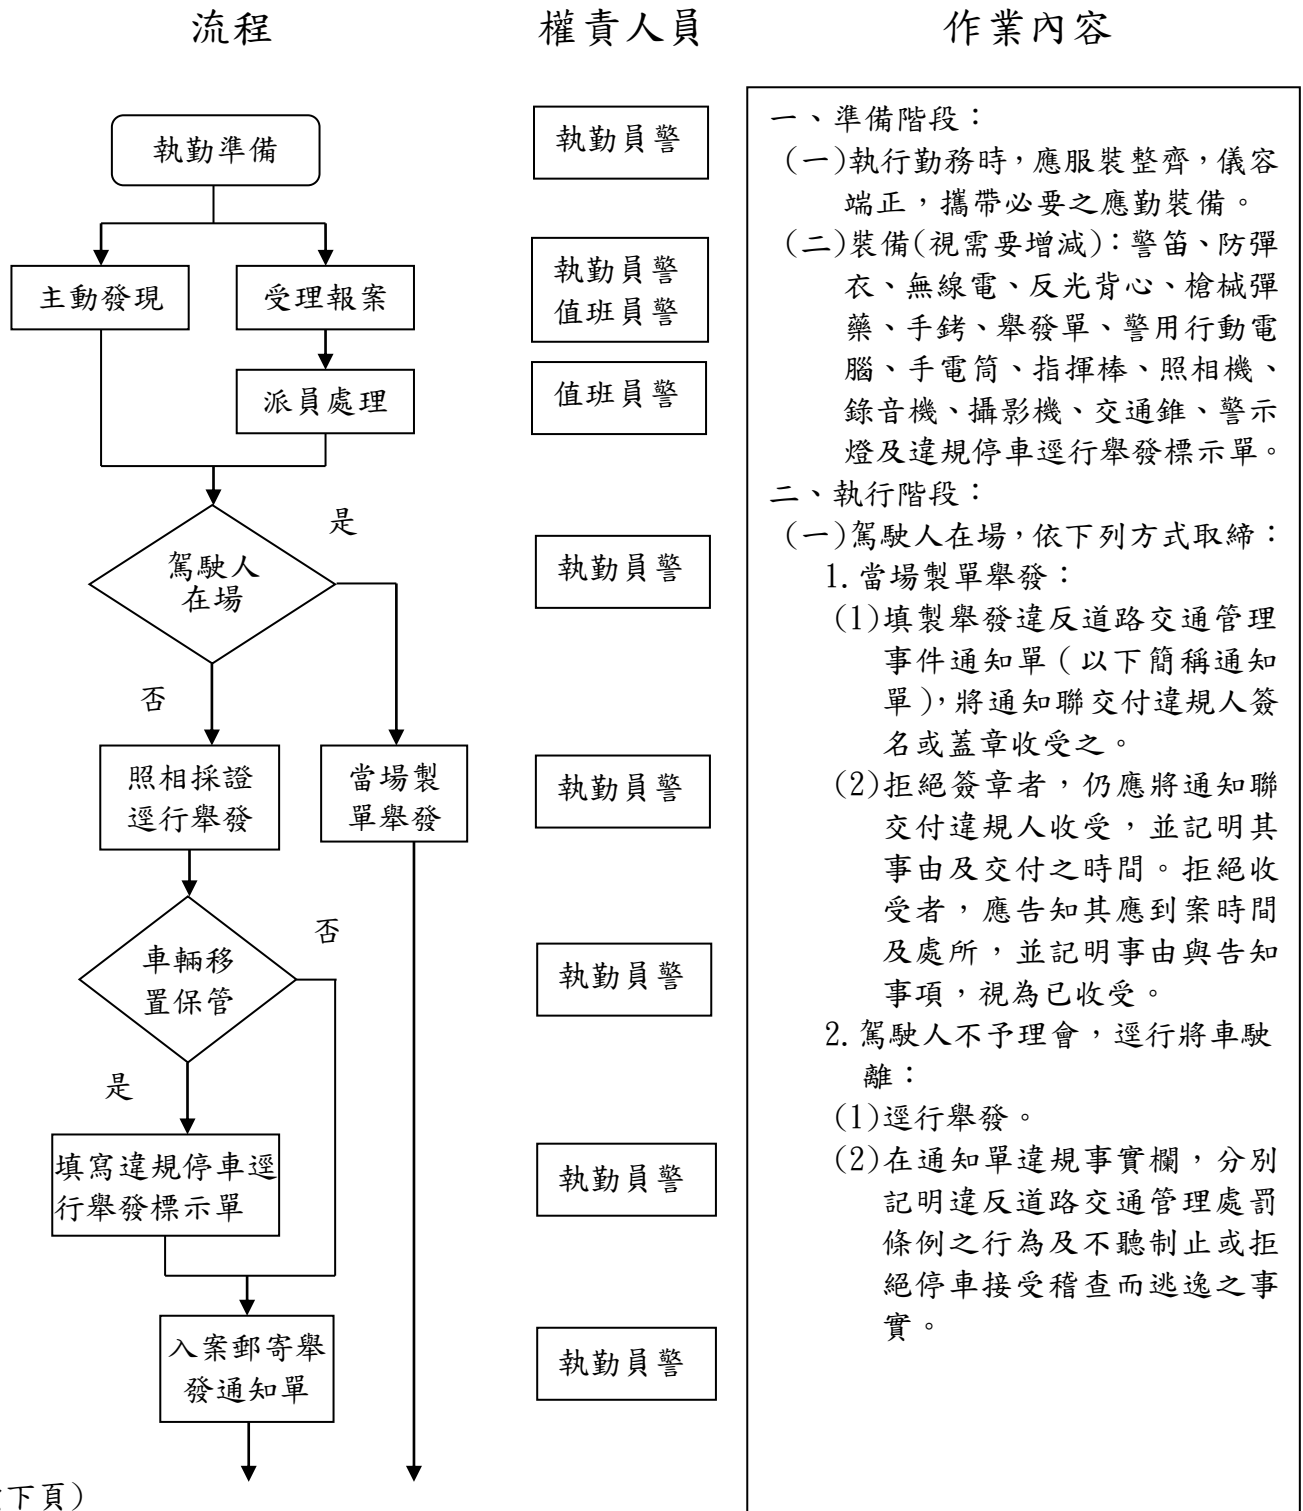 流程
權責人員
作業內容
執勤準備
主動發現
受理報案
派員處理
駕駛人
在場
是
否
照相採證
逕行舉發
當場製
單舉發
車輛移
置保管
否
是
填寫違規停車逕
行舉發標示單
入案郵寄舉
發通知單
下頁)
執勤員警
執勤員警
值班員警
值班員警
執勤員警
執勤員警
執勤員警
執勤員警
執勤員警
一、準備階段：
(一)執行勤務時，應服裝整齊，儀容
端正，攜帶必要之應勤裝備。
(二)裝備(視需要增減)：警笛、防彈
衣、無線電、反光背心、槍械彈
藥、手銬、舉發單、警用行動電
腦、手電筒、指揮棒、照相機、
錄音機、攝影機、交通錐、警示
燈及違規停車逕行舉發標示單。
二、執行階段：
(一)駕駛人在場，依下列方式取締：
1.當場製單舉發：
(1)填製舉發違反道路交通管理
事件通知單(以下簡稱通知
單)，將通知聯交付違規人簽
名或蓋章收受之。
(2)拒絕簽章者，仍應將通知聯
交付違規人收受，並記明其
事由及交付之時間。拒絕收
受者，應告知其應到案時間
及處所，並記明事由與告知
事項，視為已收受。
2.駕駛人不予理會，逕行將車駛
離：
(1)逕行舉發。
(2)在通知單違規事實欄，分別
記明違反道路交通管理處罰
條例之行為及不聽制止或拒
絕停車接受稽查而逃逸之事
實。